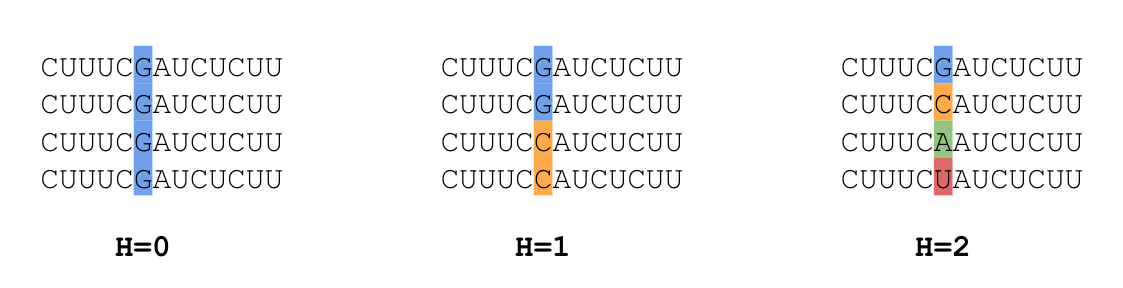 CUUUCGAUCUCUU CUUUCGAUCUCUU CUUUCGAUCUCUU
CUUUCGAUCUCUU CUUUCGAUCUCUU CUUUCCAUCUCUU
CUUUCGAUCUCUU CUUUCCAUCUCUU CUUUCAAUCUCUU
CUUUCGAUCUCUU CUUUCCAUCUCUU CUUUCUAUCUCUU
H=0 H=1 H=2